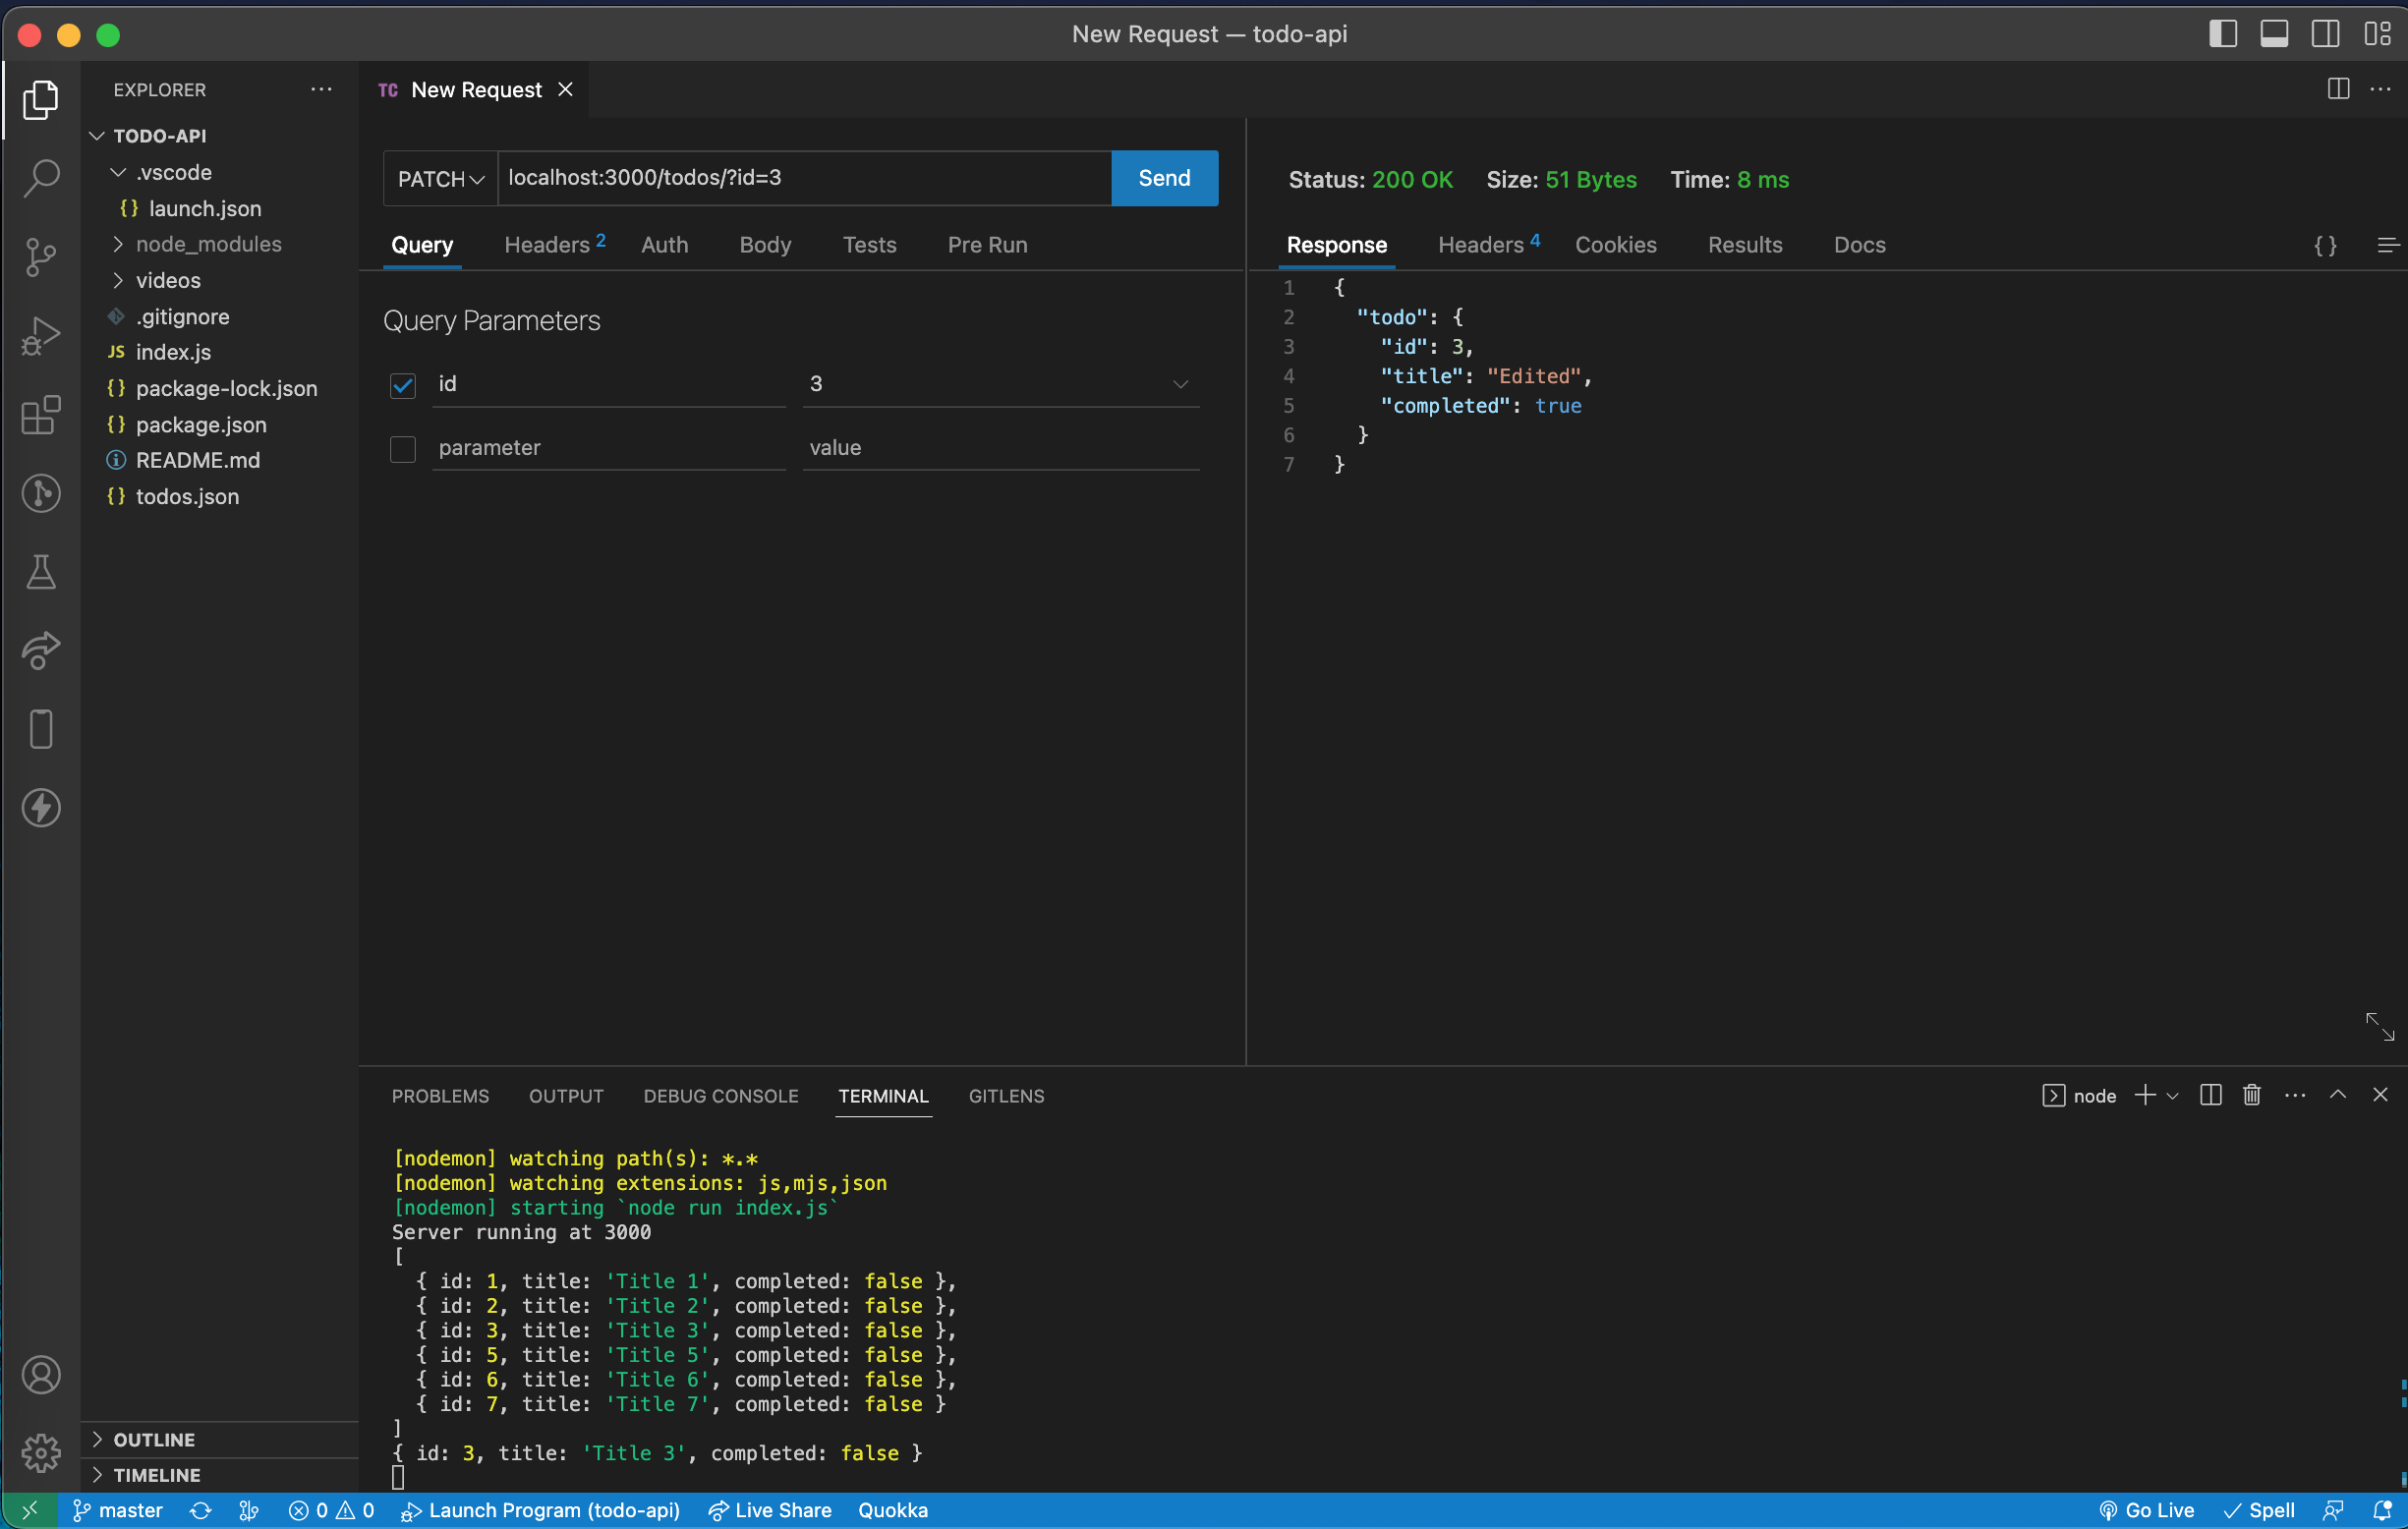 New Request — todo-api
EXPLORER
TODO-API
.vscode
{} launch.json
node_modules
videos
.gitignore
JS index.js
{} package-lock.json
{} package.json
README.md
{} todos.json
OUTLINE
TIMELINE
TC New Request
PATCH localhost:3000/todos/?id=3 Send
Query Headers 2 Auth Body Tests Pre Run
Query Parameters
id 3
parameter value
Status: 200 OK Size: 51 Bytes Time: 8 ms
Response Headers 4 Cookies Results Docs {}
1 {
2 "todo": {
3 "id": 3,
4 "title": "Edited",
5 "completed": true
6 }
7 }
PROBLEMS OUTPUT DEBUG CONSOLE TERMINAL GITLENS node
[nodemon] watching path(s): *.*
[nodemon] watching extensions: js,mjs,json
[nodemon] starting `node run index.js`
Server running at 3000
[
{ id: 1, title: 'Title 1', completed: false },
{ id: 2, title: 'Title 2', completed: false },
{ id: 3, title: 'Title 3', completed: false },
{ id: 5, title: 'Title 5', completed: false },
{ id: 6, title: 'Title 6', completed: false },
{ id: 7, title: 'Title 7', completed: false }
]
{ id: 3, title: 'Title 3', completed: false }
master 0 0 Launch Program (todo-api) Live Share Quokka Go Live Spell